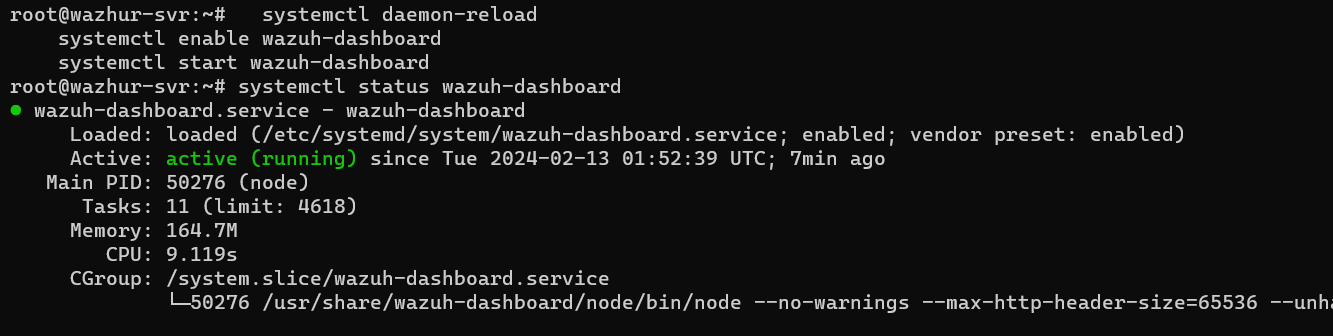 root@wazhur-svr:~#   systemctl daemon-reload
    systemctl enable wazuh-dashboard
    systemctl start wazuh-dashboard
root@wazhur-svr:~# systemctl status wazuh-dashboard
● wazuh-dashboard.service - wazuh-dashboard
     Loaded: loaded (/etc/systemd/system/wazuh-dashboard.service; enabled; vendor preset: enabled)
     Active: active (running) since Tue 2024-02-13 01:52:39 UTC; 7min ago
   Main PID: 50276 (node)
      Tasks: 11 (limit: 4618)
     Memory: 164.7M
        CPU: 9.119s
     CGroup: /system.slice/wazuh-dashboard.service
             └─50276 /usr/share/wazuh-dashboard/node/bin/node --no-warnings --max-http-header-size=65536 --unha